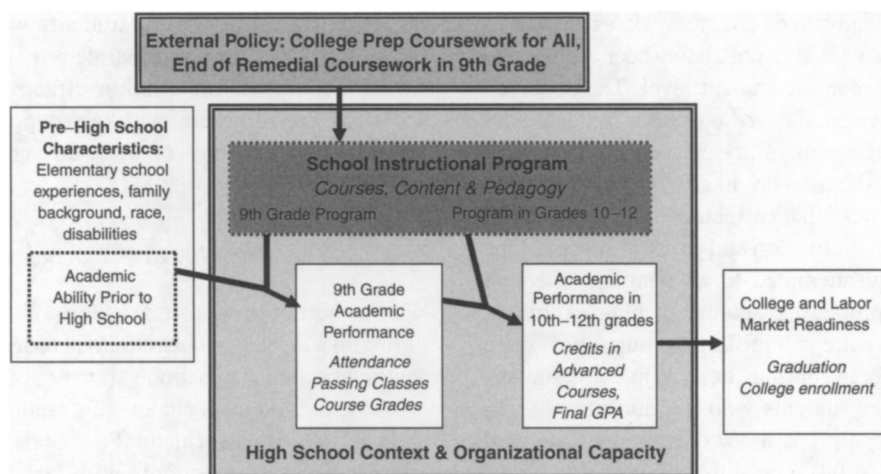 External Policy: College Prep Coursework for All,
End of Remedial Coursework in 9th Grade
Pre–High School
Characteristics:
Elementary school
experiences, family
background, race,
disabilities
Academic
Ability Prior to
High School
School Instructional Program
Courses, Content & Pedagogy
9th Grade Program
Program in Grades 10–12
9th Grade
Academic
Performance
Attendance
Passing Classes
Course Grades
Academic
Performance in
10th–12th grades
Credits in
Advanced
Courses,
Final GPA
College and Labor
Market Readiness
Graduation
College enrollment
High School Context & Organizational Capacity